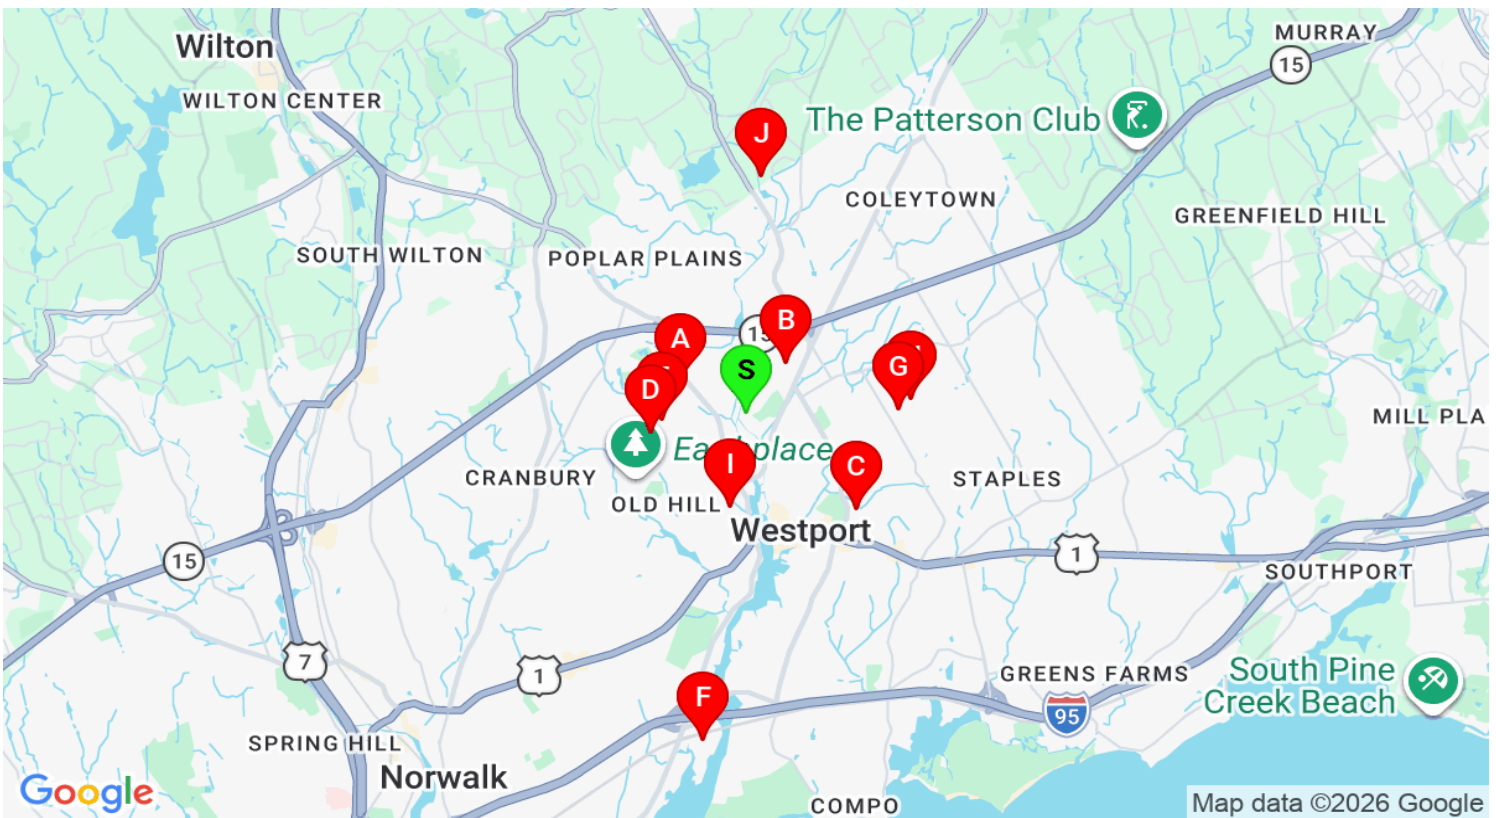 MURRAY
Wilton
15
WILTON CENTER
The Patterson Club
J
COLEYTOWN
GREENFIELD HILL
SOUTH WILTON
POPLAR PLAINS
B
15
A
S
G
D
MILL PLA
Earthplace
I
C
CRANBURY
STAPLES
OLD HILL
Westport
1
15
SOUTHPORT
7
1
GREENS FARMS
South Pine
Creek Beach
F
95
SPRING HILL
Norwalk
Google
COMPO
Map data ©2026 Google